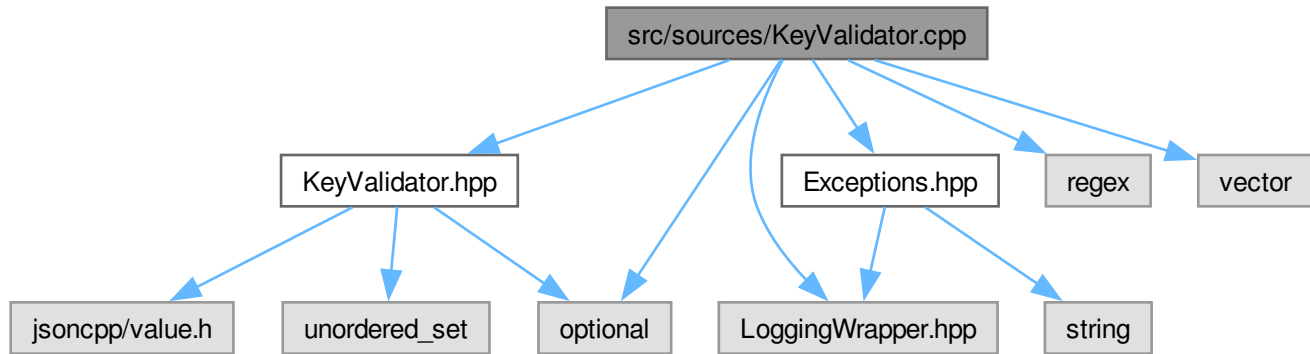 src/sources/KeyValidator.cpp
KeyValidator.hpp
Exceptions.hpp
regex
vector
jsoncpp/value.h
unordered_set
optional
LoggingWrapper.hpp
string